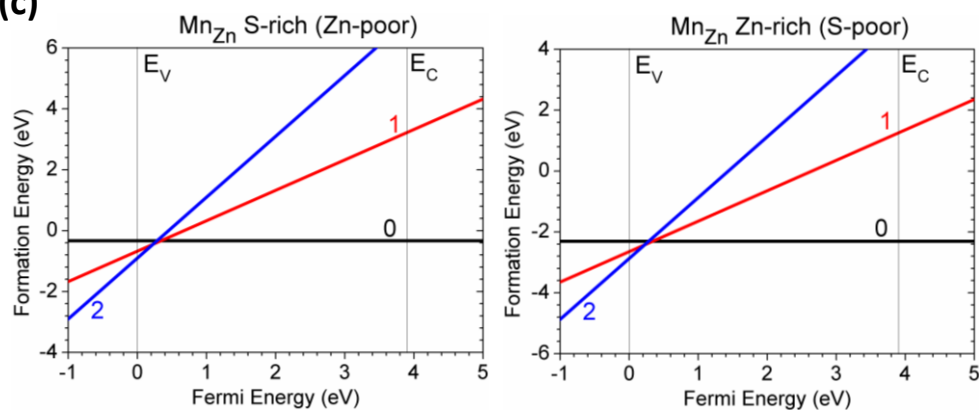 (c)
Mn_Zn S-rich (Zn-poor)
Formation Energy (eV)
6
4
2
0
-2
-4
E_V
E_C
1
0
2
-1 0 1 2 3 4 5
Fermi Energy (eV)
Mn_Zn Zn-rich (S-poor)
Formation Energy (eV)
4
2
0
-2
-4
-6
E_V
E_C
1
0
2
-1 0 1 2 3 4 5
Fermi Energy (eV)